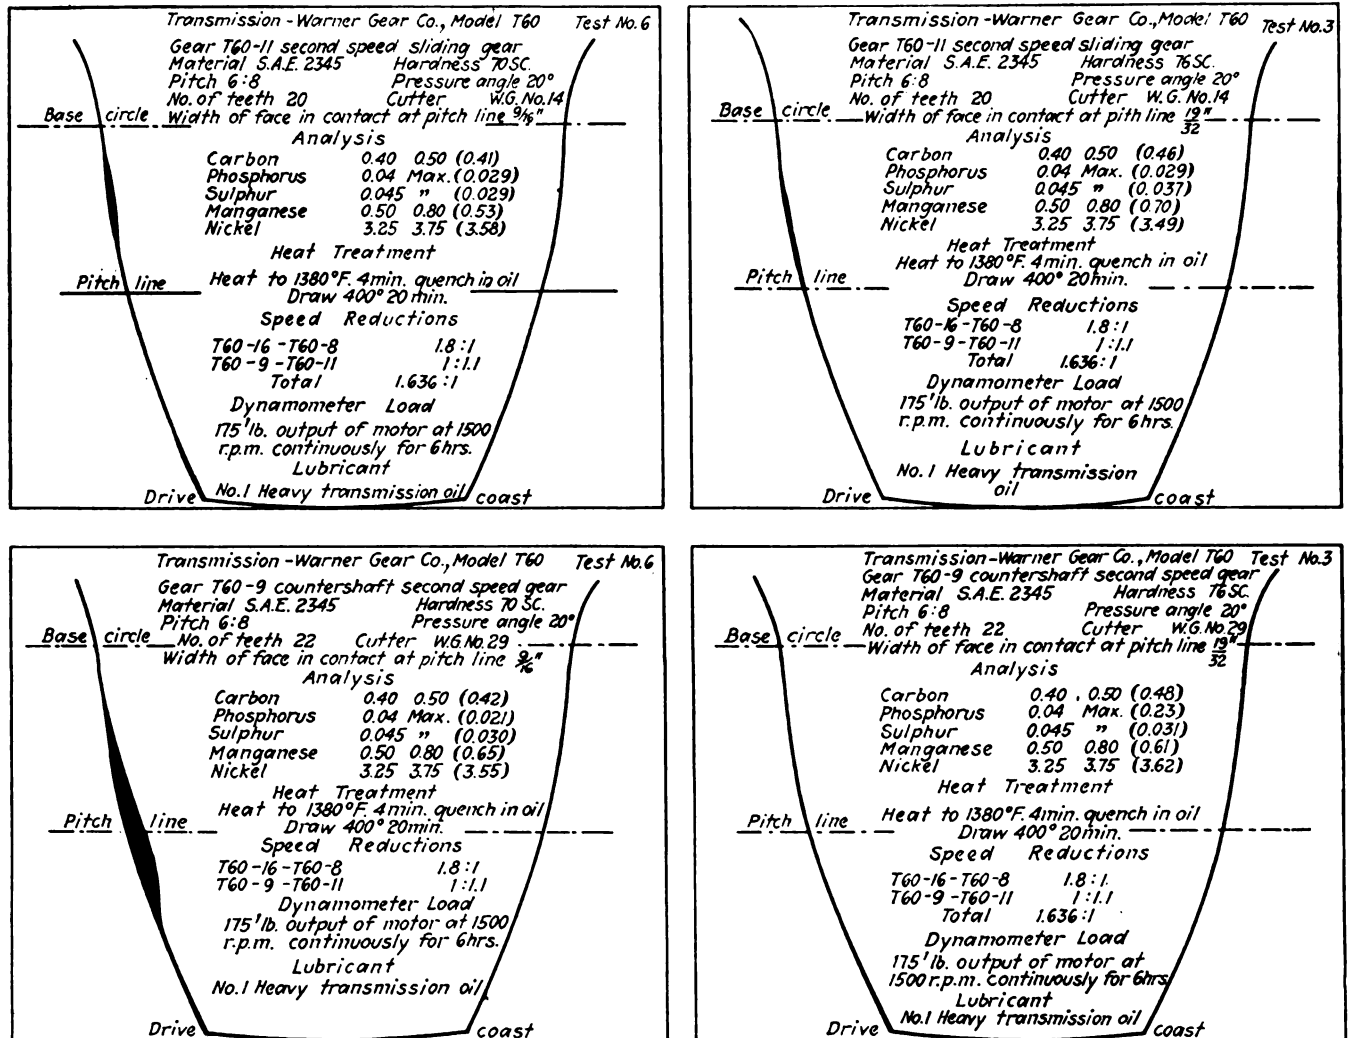 Transmission-Warner Gear Co., Model T60 Test No.6
Gear T60-11 second speed sliding gear
Material S.A.E. 2345 Hardness 70SC.
Pitch 6:8 Pressure angle 20°
No. of teeth 20 Cutter W.G. No.14
Base circle Width of face in contact at pitch line 9/16"
Analysis
Carbon 0.40 0.50 (0.41)
Phosphorus 0.04 Max. (0.029)
Sulphur 0.045 " (0.029)
Manganese 0.50 0.80 (0.53)
Nickel 3.25 3.75 (3.58)
Heat Treatment
Pitch line Heat to 1380°F. 4min. quench in oil
Draw 400° 20min.
Speed Reductions
T60-16-T60-8 1.8:1
T60-9-T60-11 1:1.1
Total 1.636:1
Dynamometer Load
175'lb. output of motor at 1500
r.p.m. continuously for 6hrs.
Lubricant
No.1 Heavy transmission oil
Drive coast
Transmission-Warner Gear Co., Model T60 Test No.3
Gear T60-11 second speed sliding gear
Material S.A.E. 2345 Hardness 76SC.
Pitch 6:8 Pressure angle 20°
No. of teeth 20 Cutter W.G. No.14
Base circle Width of face in contact at pith line 19/32"
Analysis
Carbon 0.40 0.50 (0.46)
Phosphorus 0.04 Max. (0.029)
Sulphur 0.045 " (0.037)
Manganese 0.50 0.80 (0.70)
Nickel 3.25 3.75 (3.49)
Heat Treatment
Heat to 1380°F. 4min. quench in oil
Pitch line Draw 400° 20min.
Speed Reductions
T60-16-T60-8 1.8:1
T60-9-T60-11 1:1.1
Total 1.636:1
Dynamometer Load
175'lb. output of motor at 1500
r.p.m. continuously for 6hrs.
Lubricant
No.1 Heavy transmission
oil
Drive coast
Transmission-Warner Gear Co., Model T60 Test No.6
Gear T60-9 countershaft second speed gear
Material S.A.E. 2345 Hardness 70 SC.
Pitch 6:8 Pressure angle 20°
Base circle No. of teeth 22 Cutter W.G.No.29
Width of face in contact at pitch line 9/16"
Analysis
Carbon 0.40 0.50 (0.42)
Phosphorus 0.04 Max. (0.021)
Sulphur 0.045 " (0.030)
Manganese 0.50 0.80 (0.65)
Nickel 3.25 3.75 (3.55)
Heat Treatment
Heat to 1380°F. 4min. quench in oil
Pitch line Draw 400° 20min.
Speed Reductions
T60-16-T60-8 1.8:1
T60-9-T60-11 1:1.1
Dynamometer Load
175'lb. output of motor at 1500
r.p.m. continuously for 6hrs.
Lubricant
No.1 Heavy transmission oil
Drive coast
Transmission-Warner Gear Co., Model T60 Test No.3
Gear T60-9 countershaft second speed gear
Material S.A.E. 2345 Hardness 76SC.
Pitch 6:8 Pressure angle 20°
No. of teeth 22 Cutter W.G.No.29
Base circle Width of face in contact at pitch line 19/32"
Analysis
Carbon 0.40 0.50 (0.48)
Phosphorus 0.04 Max. (0.23)
Sulphur 0.045 " (0.031)
Manganese 0.50 0.80 (0.61)
Nickel 3.25 3.75 (3.62)
Heat Treatment
Pitch line Heat to 1380°F. 4min. quench in oil
Draw 400° 20min.
Speed Reductions
T60-16-T60-8 1.8:1.
T60-9-T60-11 1:1.1
Total 1.636:1
Dynamometer Load
175'lb. output of motor at
1500 r.p.m. continuously for 6hrs.
Lubricant
No.1 Heavy transmission oil
Drive coast